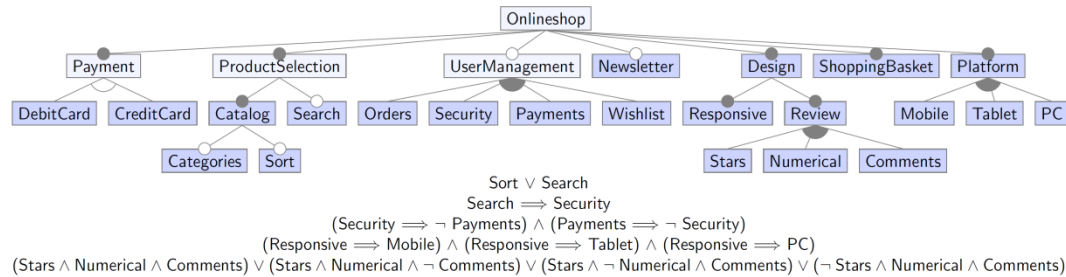 Onlineshop
Payment ProductSelection UserManagement Newsletter Design ShoppingBasket Platform
DebitCard CreditCard Catalog Search Orders Security Payments Wishlist Responsive Review Mobile Tablet PC
Categories Sort Stars Numerical Comments
Sort ∨ Search
Search ⟹ Security
(Security ⟹ ¬ Payments) ∧ (Payments ⟹ ¬ Security)
(Responsive ⟹ Mobile) ∧ (Responsive ⟹ Tablet) ∧ (Responsive ⟹ PC)
(Stars ∧ Numerical ∧ Comments) ∨ (Stars ∧ Numerical ∧ ¬ Comments) ∨ (Stars ∧ ¬ Numerical ∧ Comments) ∨ (¬ Stars ∧ Numerical ∧ Comments)